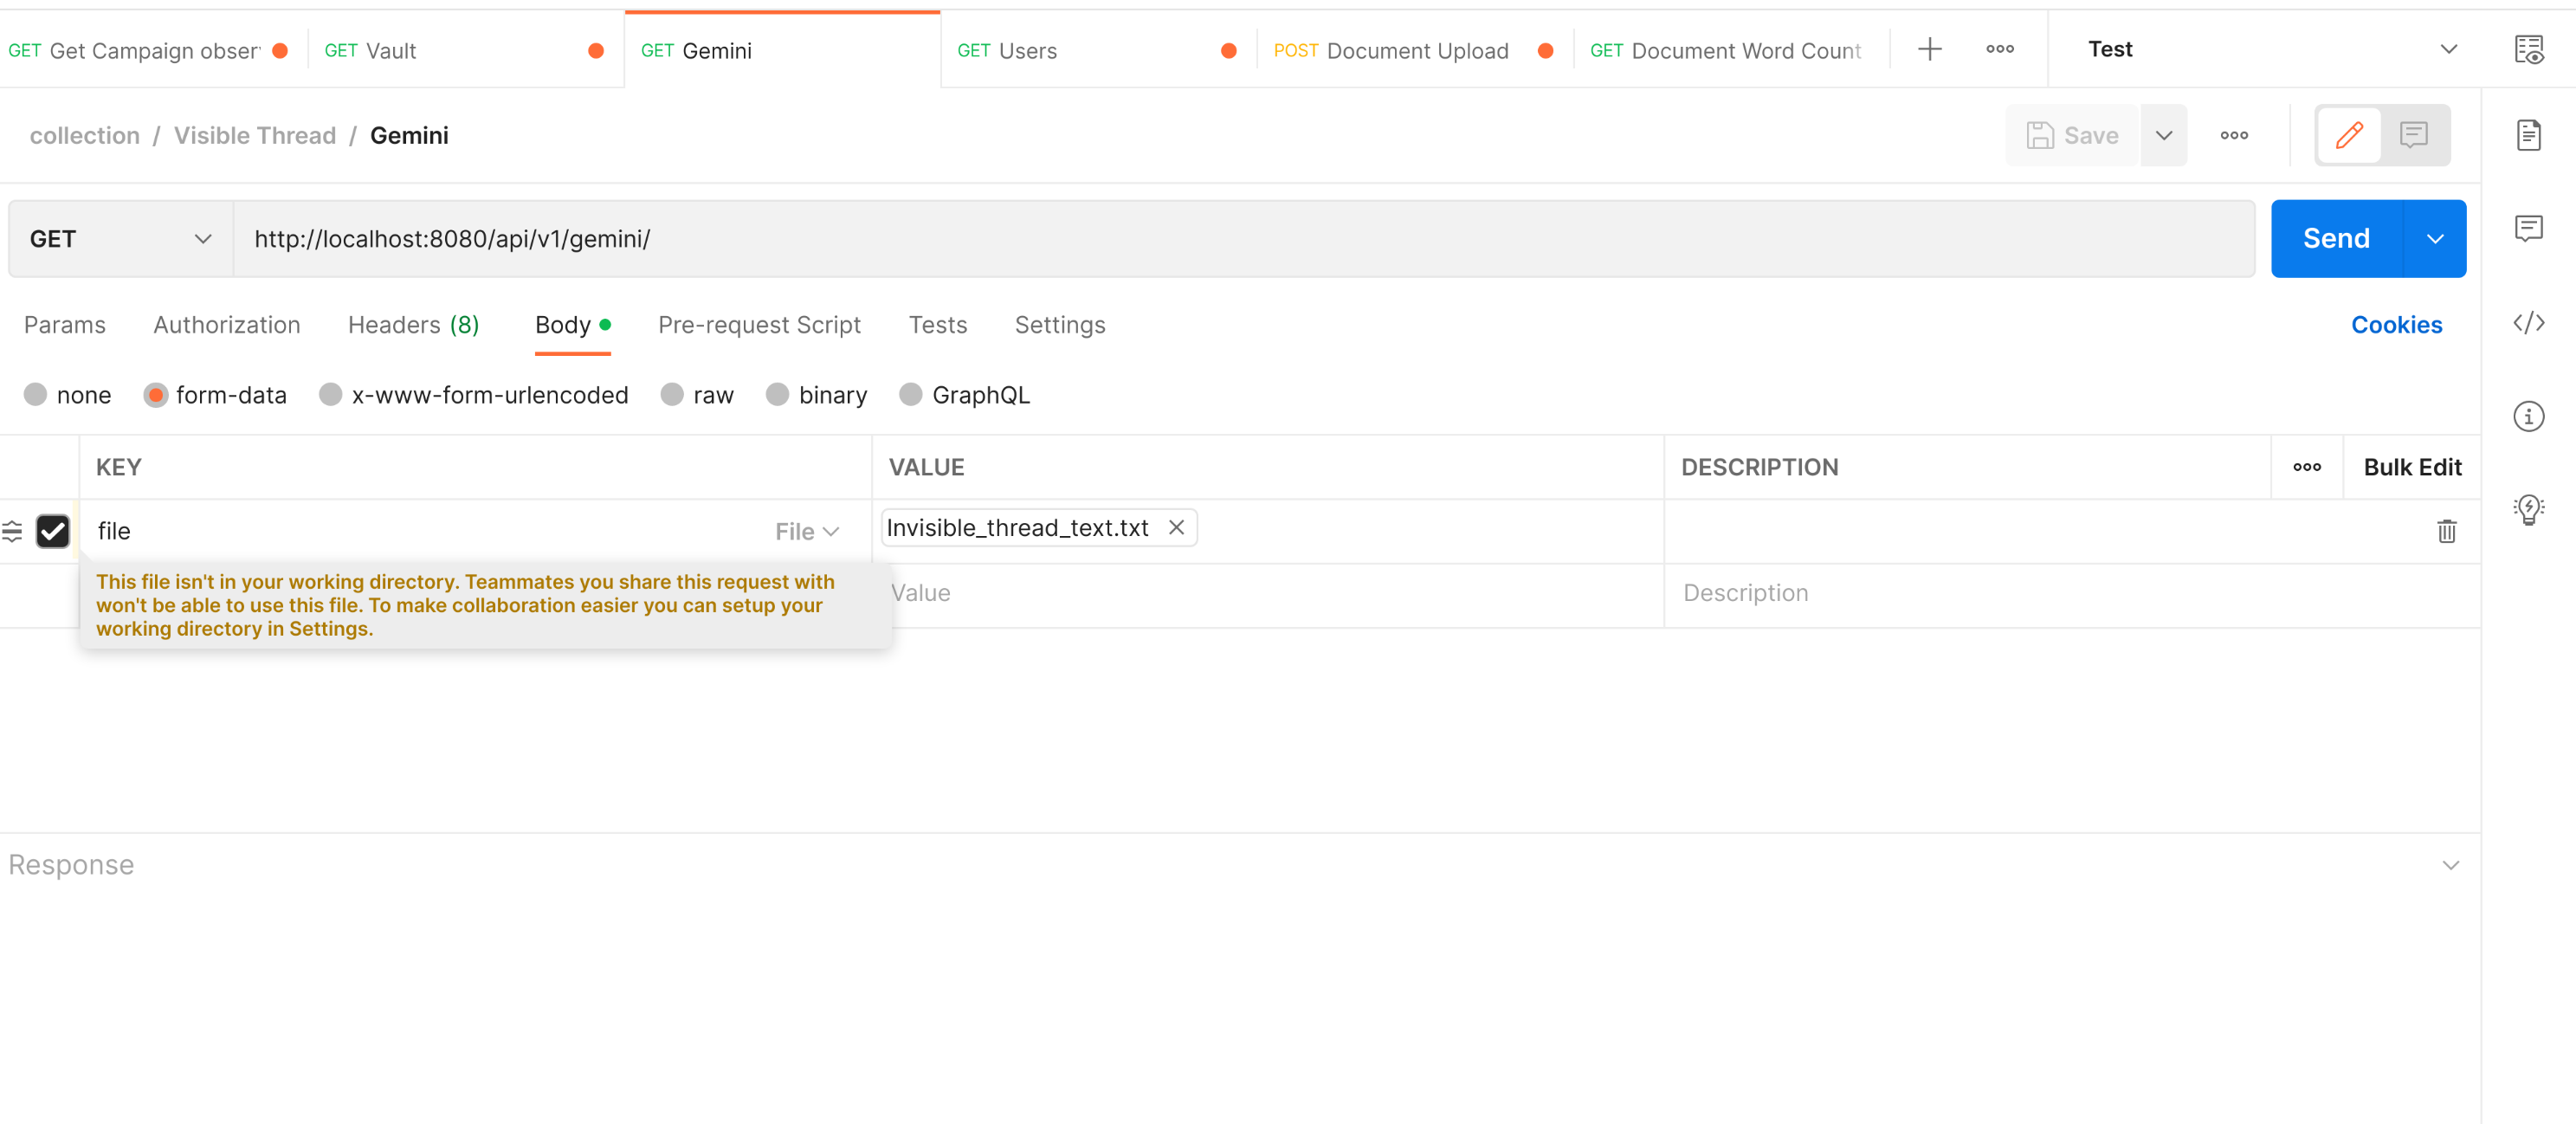 GET Get Campaign obser
GET Vault
GET Gemini
GET Users
POST Document Upload
GET Document Word Count
Test
collection / Visible Thread / Gemini
Save
GET
http://localhost:8080/api/v1/gemini/
Send
Params
Authorization
Headers (8)
Body
Pre-request Script
Tests
Settings
Cookies
none
form-data
x-www-form-urlencoded
raw
binary
GraphQL
KEY
VALUE
DESCRIPTION
Bulk Edit
file
File
Invisible_thread_text.txt
This file isn't in your working directory. Teammates you share this request with
won't be able to use this file. To make collaboration easier you can setup your
working directory in Settings.
Value
Description
Response